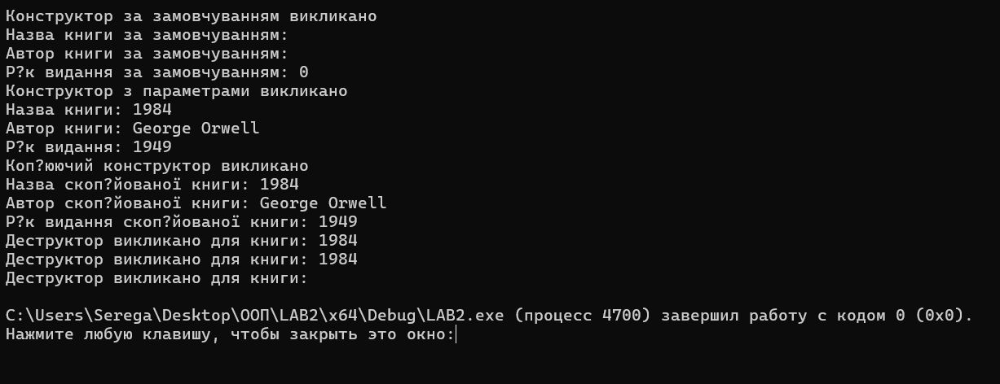 Конструктор за замовчуванням викликано
Назва книги за замовчуванням:
Автор книги за замовчуванням:
Р?к видання за замовчуванням: 0
Конструктор з параметрами викликано
Назва книги: 1984
Автор книги: George Orwell
Р?к видання: 1949
Коп?юючий конструктор викликано
Назва скоп?йованої книги: 1984
Автор скоп?йованої книги: George Orwell
Р?к видання скоп?йованої книги: 1949
Деструктор викликано для книги: 1984
Деструктор викликано для книги: 1984
Деструктор викликано для книги:
C:\Users\Serega\Desktop\ООП\LAB2\x64\Debug\LAB2.exe (процесс 4700) завершил работу с кодом 0 (0x0).
Нажмите любую клавишу, чтобы закрыть это окно: